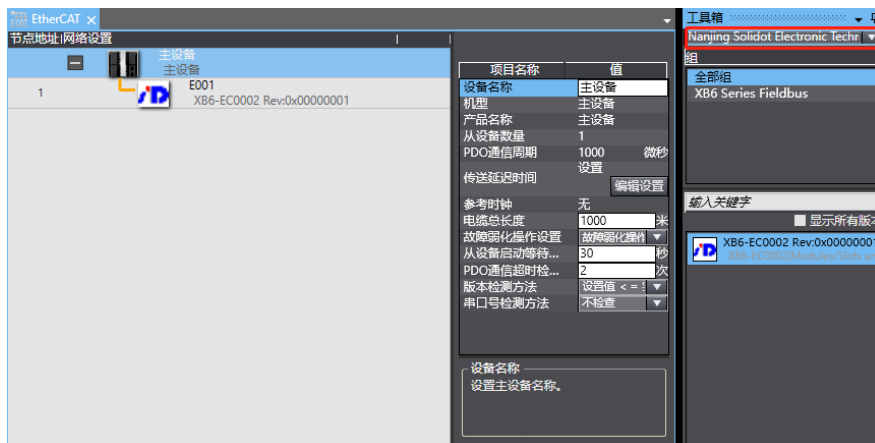 EtherCAT
节点地址|网络设置
主设备
主设备
1
E001
XB6-EC0002 Rev:0x00000001
项目名称 值
设备名称 主设备
机型 主设备
产品名称 主设备
从设备数量 1
PDO通信周期 1000 微秒
传送延迟时间 设置
编辑设置
参考时钟 无
电缆总长度 1000 米
故障弱化操作设置 故障弱化操作
从设备启动等待... 30 秒
PDO通信超时检... 2 次
版本检测方法 设置值 <=
串口号检测方法 不检查
设备名称
设置主设备名称。
工具箱
Nanjing Solidot Electronic Techr
组
全部组
XB6 Series Fieldbus
输入关键字
显示所有版本
XB6-EC0002 Rev:0x00000001
XB6-EC0002(Modules/Slots ar